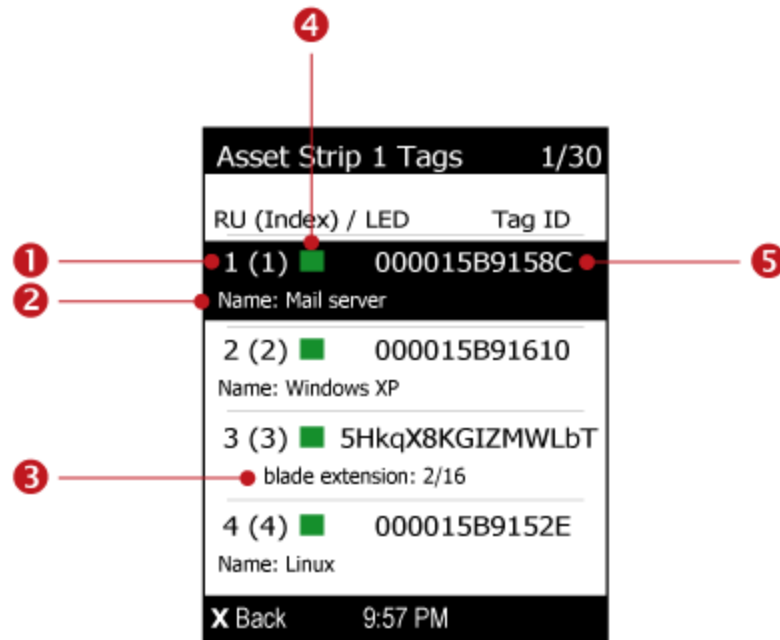 4
Asset Strip 1 Tags 1/30
RU (Index) / LED Tag ID
1 1 (1) 000015B9158C 5
2 Name: Mail server
2 (2) 000015B91610
Name: Windows XP
3 (3) 5HkqX8KGIZMWLbT
3 blade extension: 2/16
4 (4) 000015B9152E
Name: Linux
X Back 9:57 PM